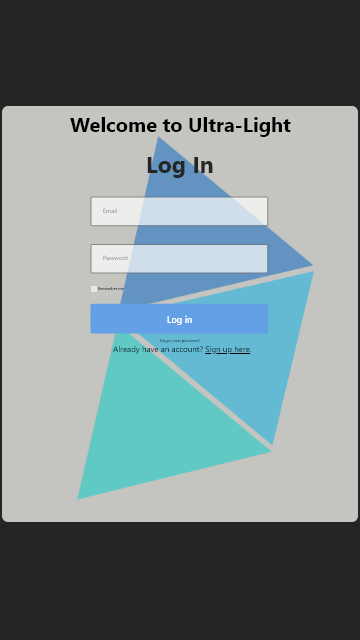 Welcome to Ultra-Light
Log In
Email
Password
Remember me
Log in
Forgot your password?
Already have an account? Sign up here.